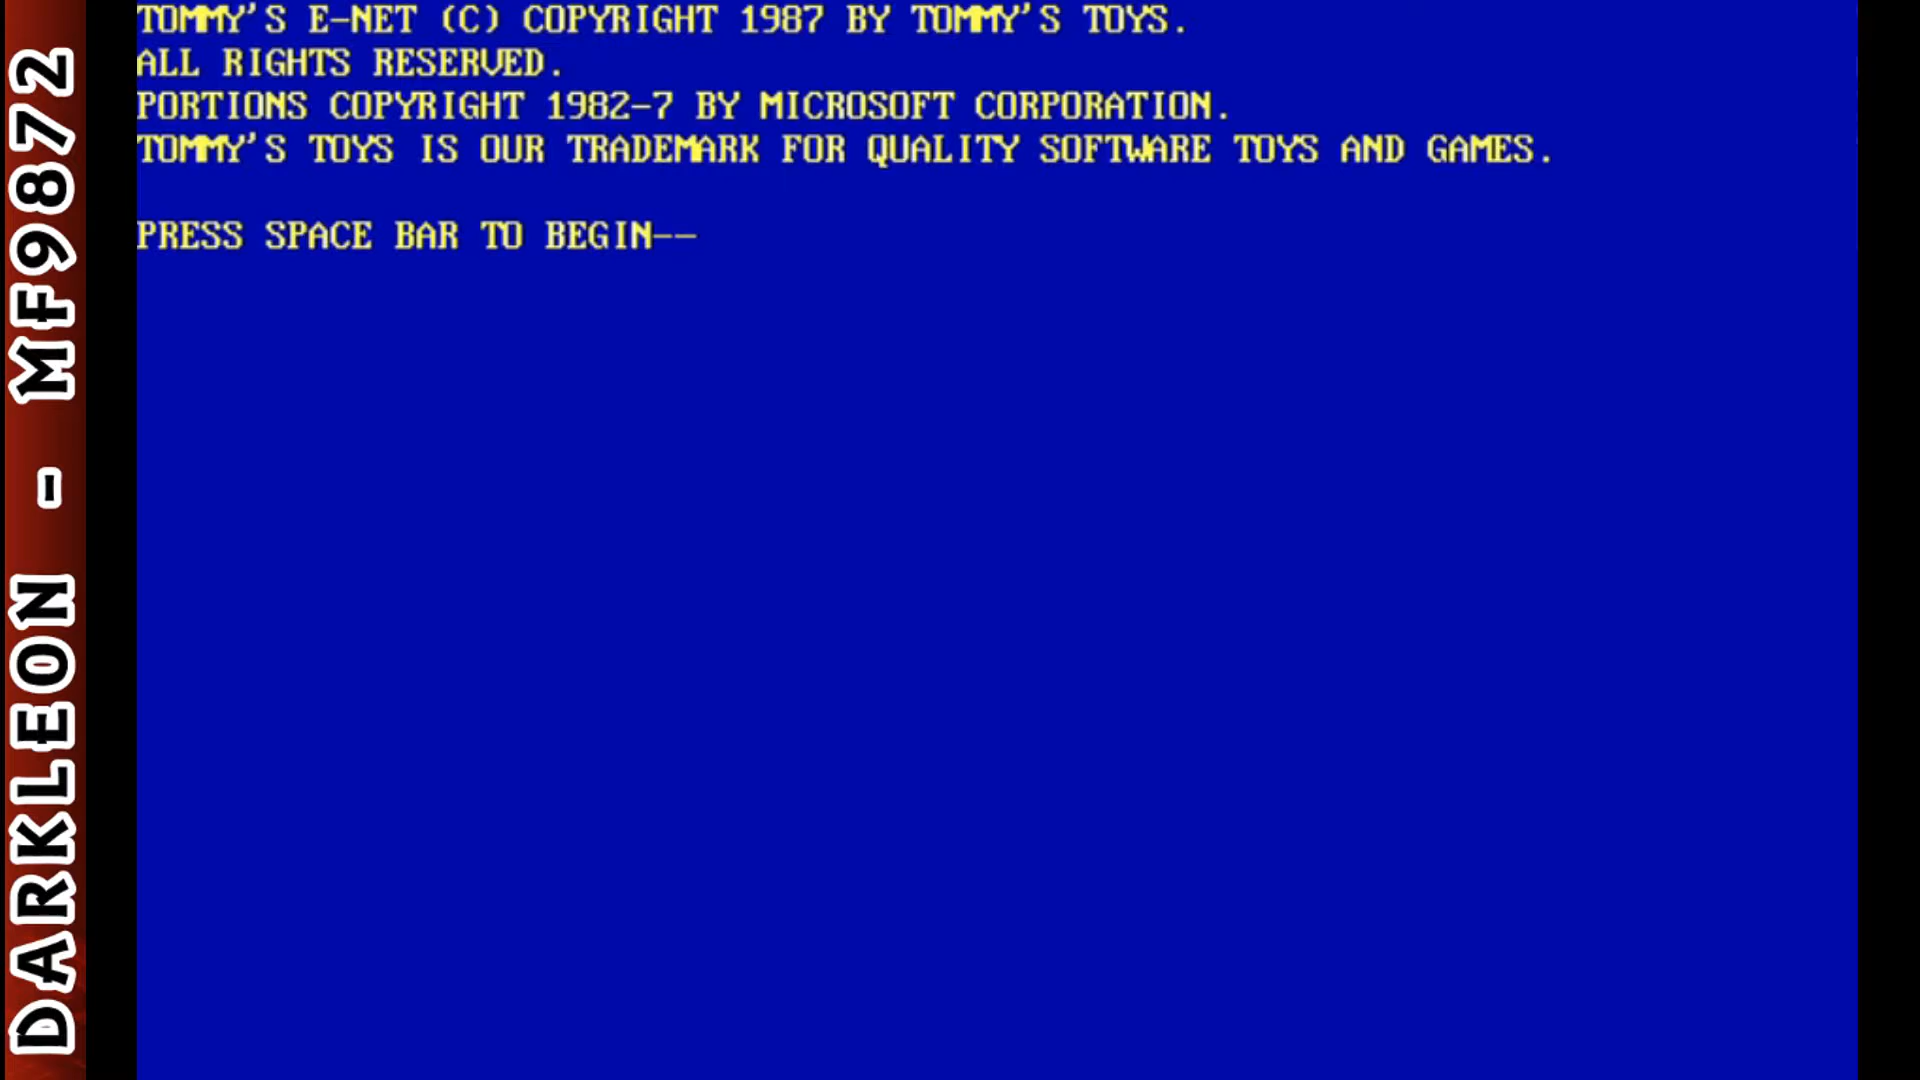 TOMMY'S E-NET (C) COPYRIGHT 1987 BY TOMMY'S TOYS.
ALL RIGHTS RESERVED.
PORTIONS COPYRIGHT 1982-7 BY MICROSOFT CORPORATION.
TOMMY'S TOYS IS OUR TRADEMARK FOR QUALITY SOFTWARE TOYS AND GAMES.
PRESS SPACE BAR TO BEGIN--
DARKLEON - MF9872